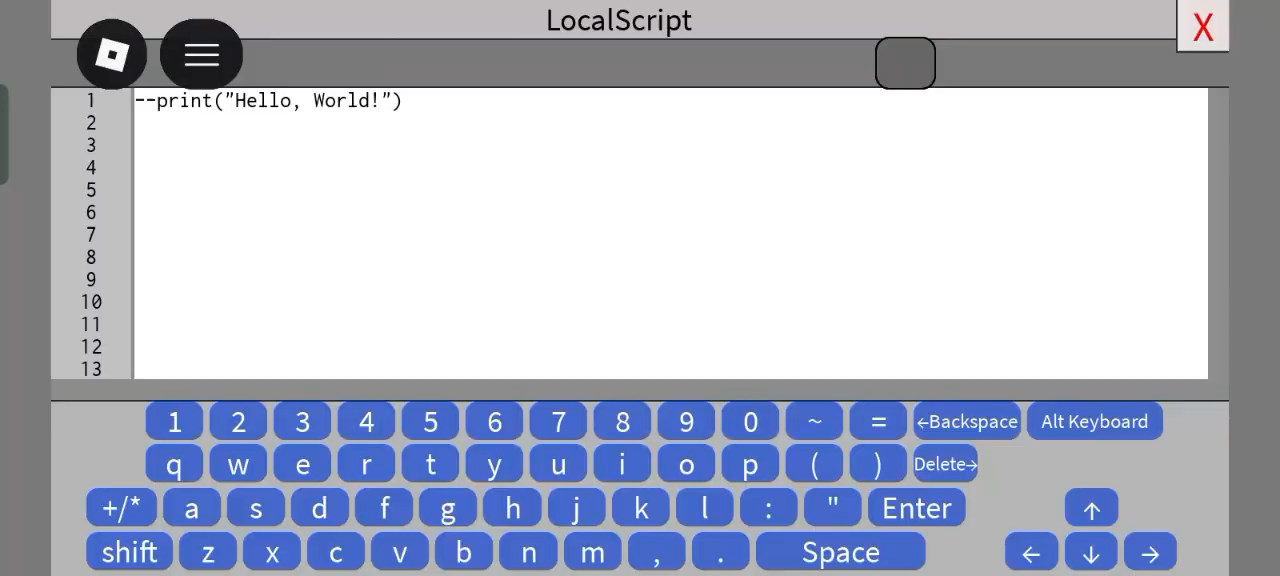 LocalScript
X
1 --print("Hello, World!")
2
3
4
5
6
7
8
9
10
11
12
13
1 2 3 4 5 6 7 8 9 0 ~ = ←Backspace Alt Keyboard
q w e r t y u i o p ( ) Delete→
+/* a s d f g h j k l : " Enter ↑
shift z x c v b n m , . Space ← ↓ →